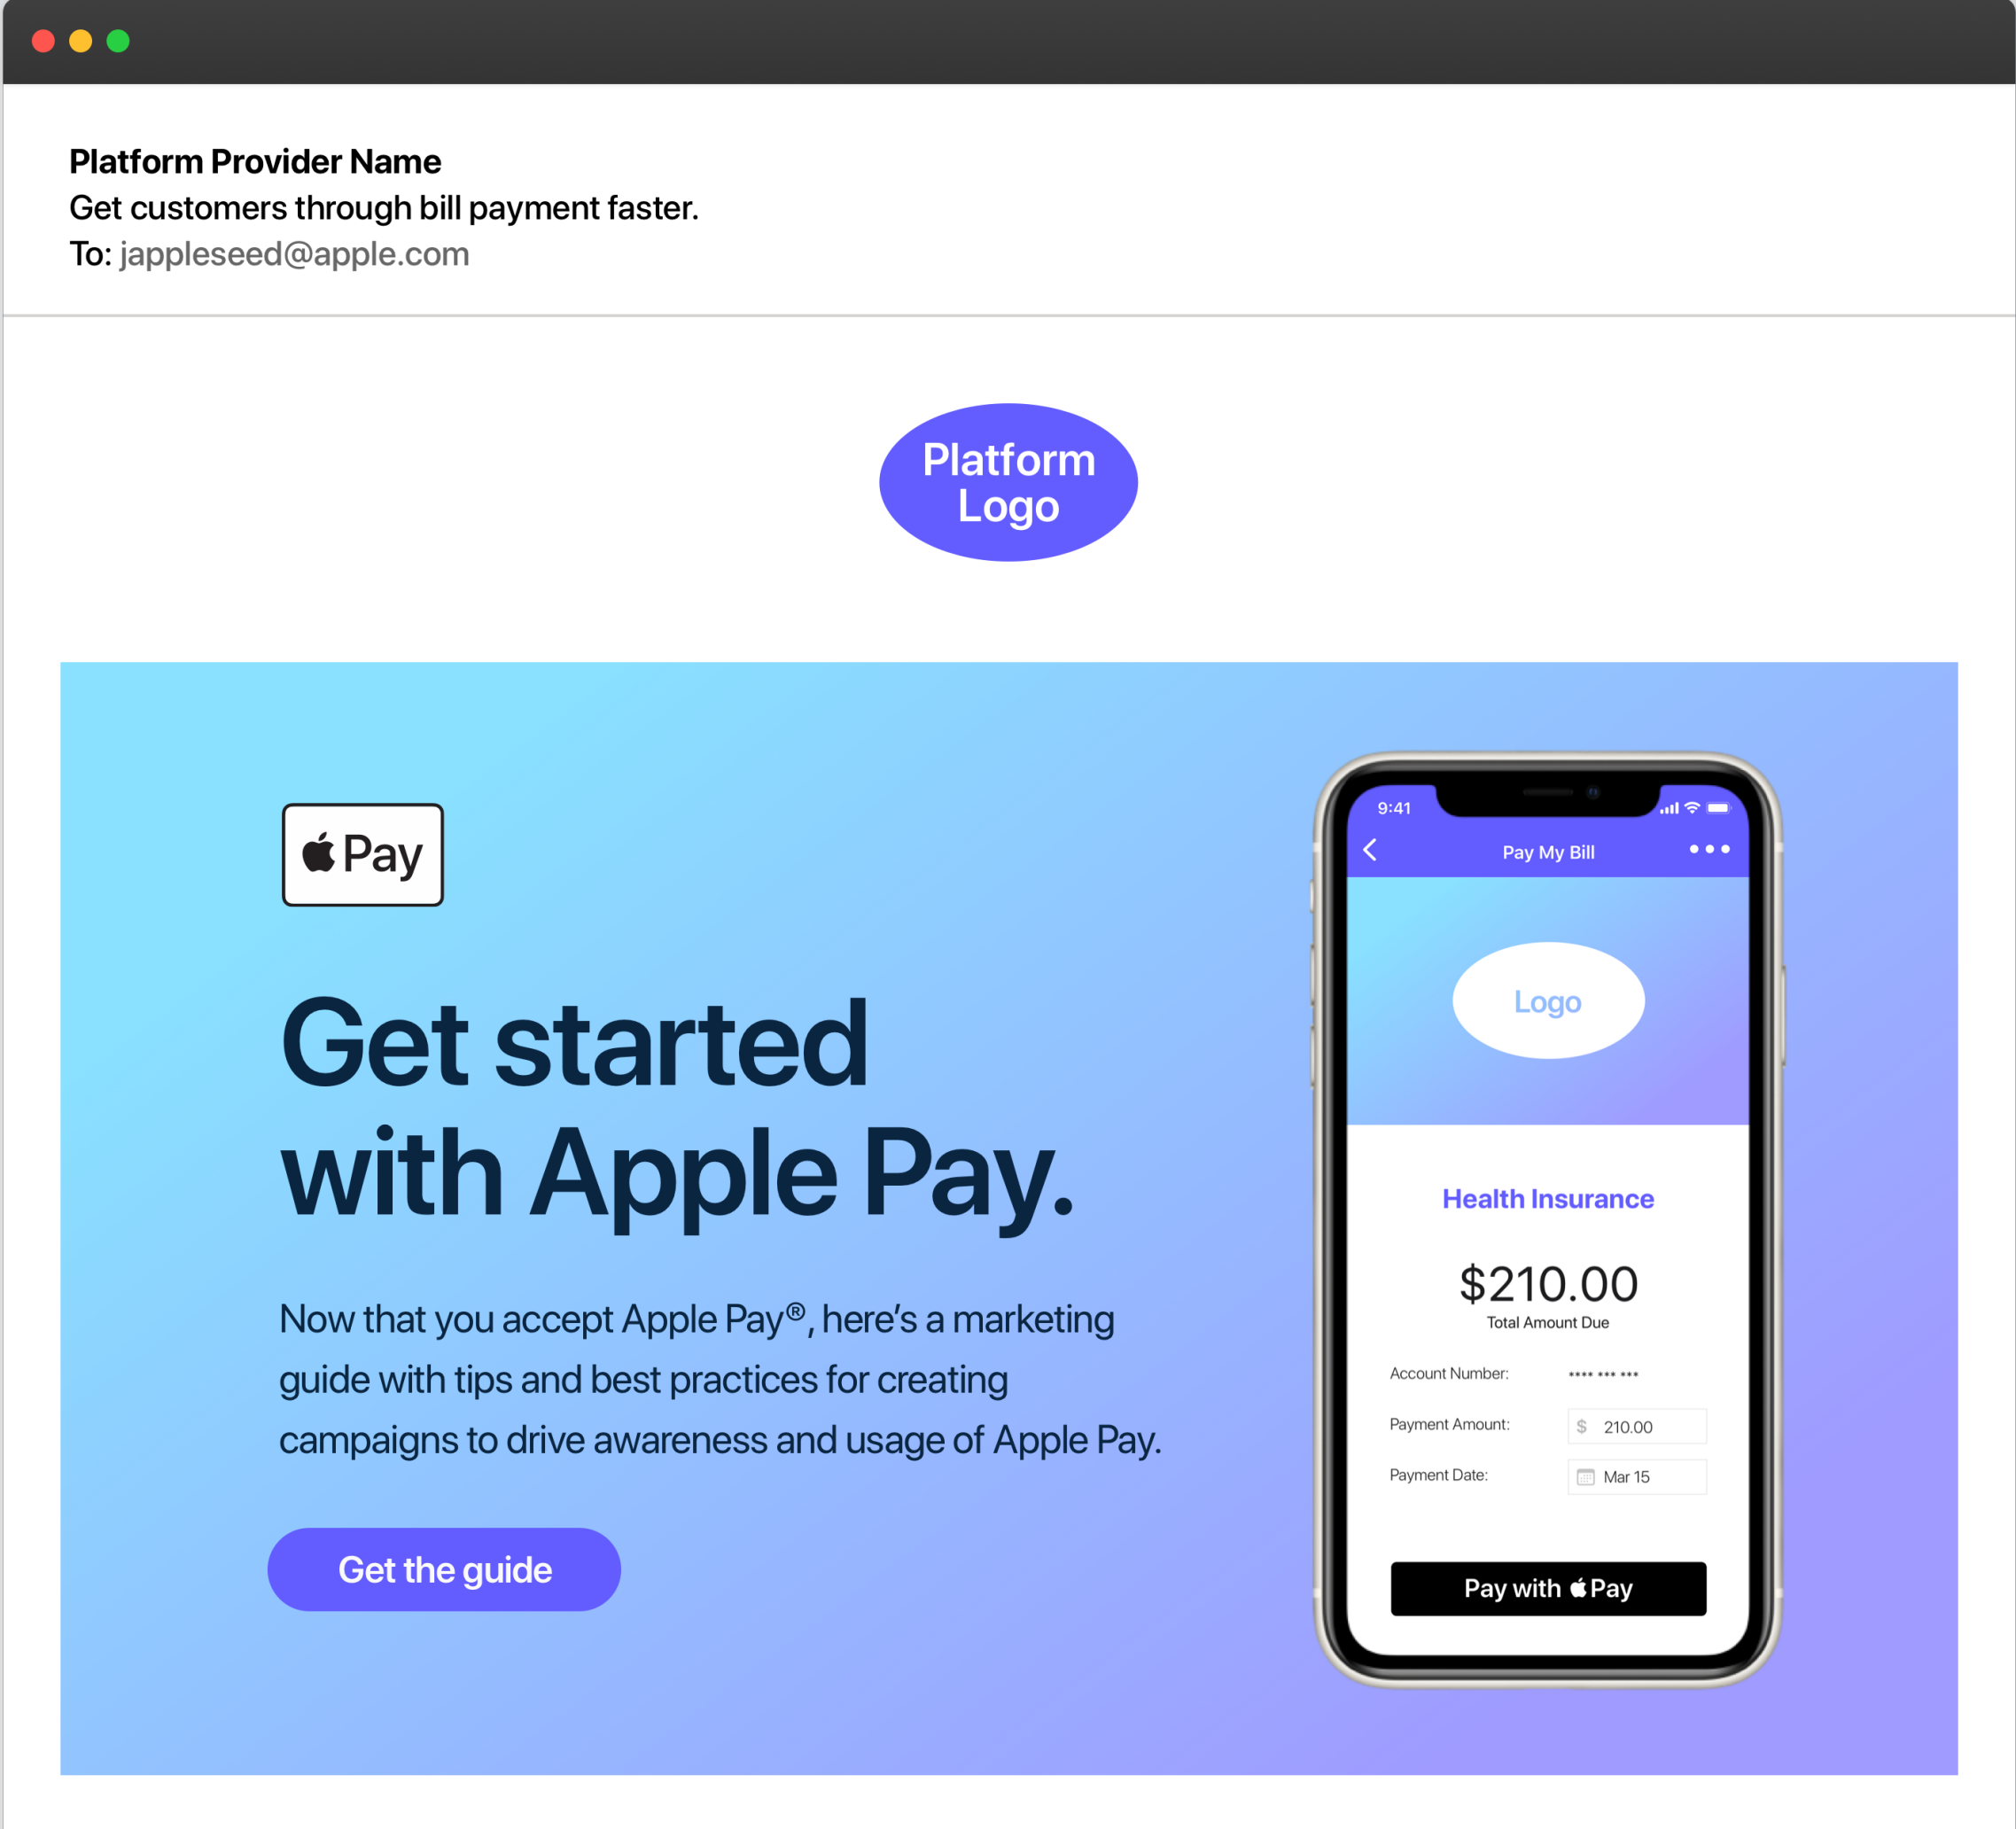 Platform Provider Name
Get customers through bill payment faster.
To: jappleseed@apple.com
Platform
Logo
Pay
Get started
with Apple Pay.
Now that you accept Apple Pay®, here’s a marketing
guide with tips and best practices for creating
campaigns to drive awareness and usage of Apple Pay.
Get the guide
9:41
Pay My Bill
Logo
Health Insurance
$210.00
Total Amount Due
Account Number: **** *** ***
Payment Amount: $ 210.00
Payment Date: Mar 15
Pay with Pay